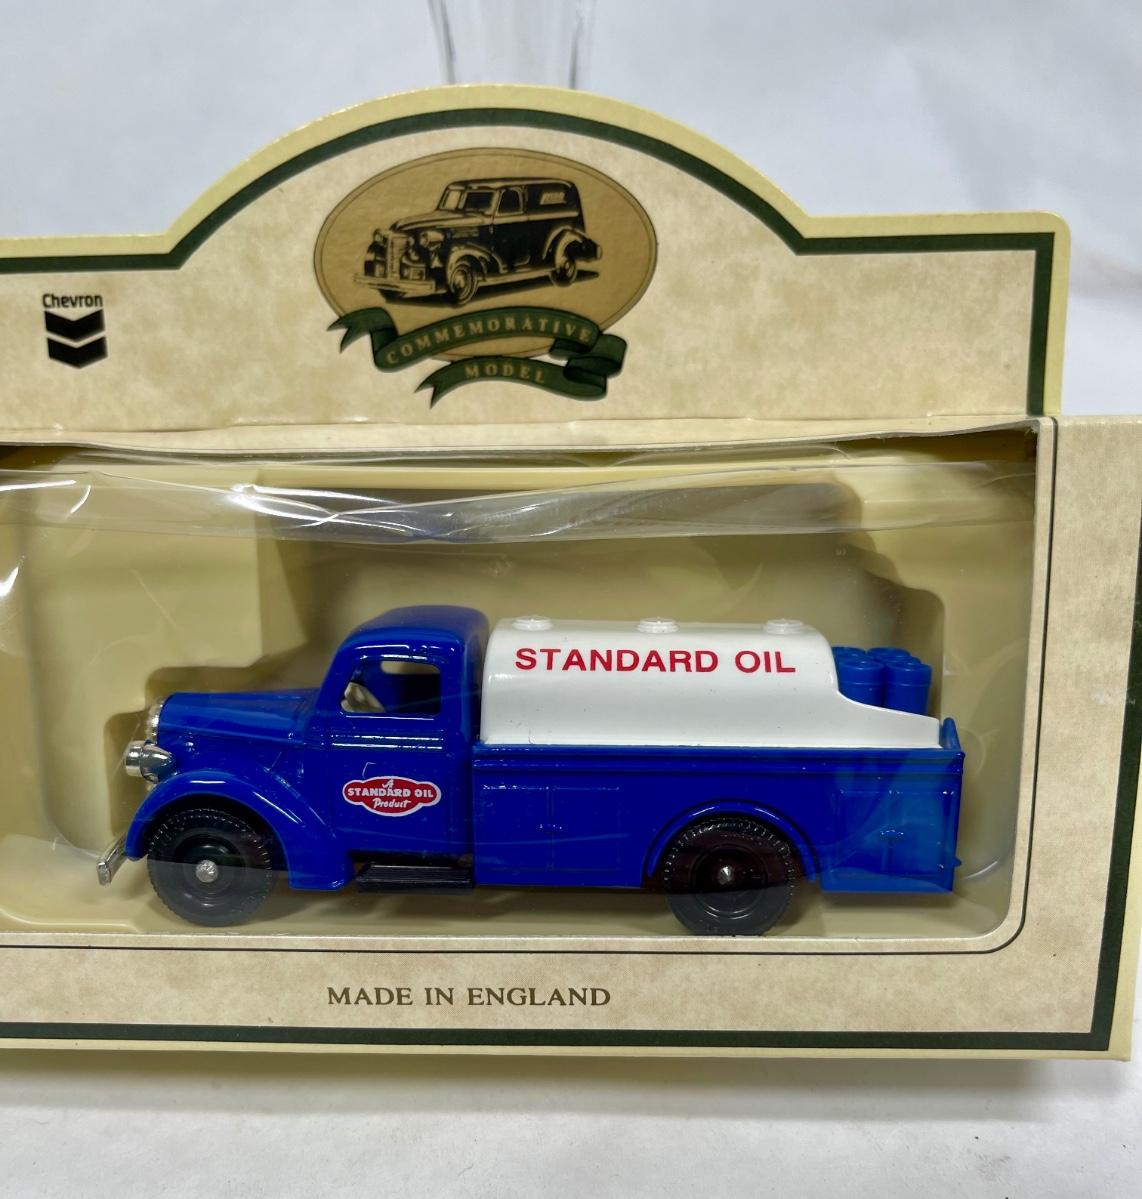 Chevron
COMMEMORATIVE
MODEL
STANDARD OIL
A
STANDARD OIL
Product
MADE IN ENGLAND